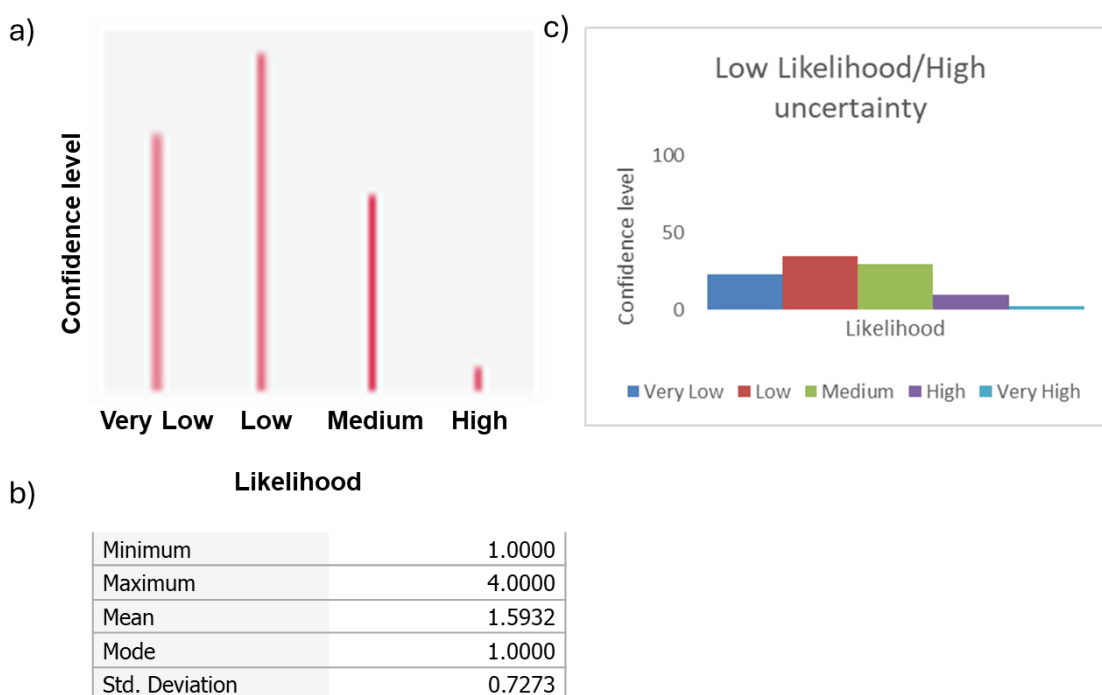 a)
Confidence level
Very Low Low Medium High
Likelihood
b)
Minimum 1.0000
Maximum 4.0000
Mean 1.5932
Mode 1.0000
Std. Deviation 0.7273
c)
Low Likelihood/High
uncertainty
Confidence level
100
50
0
Likelihood
Very Low Low Medium High Very High